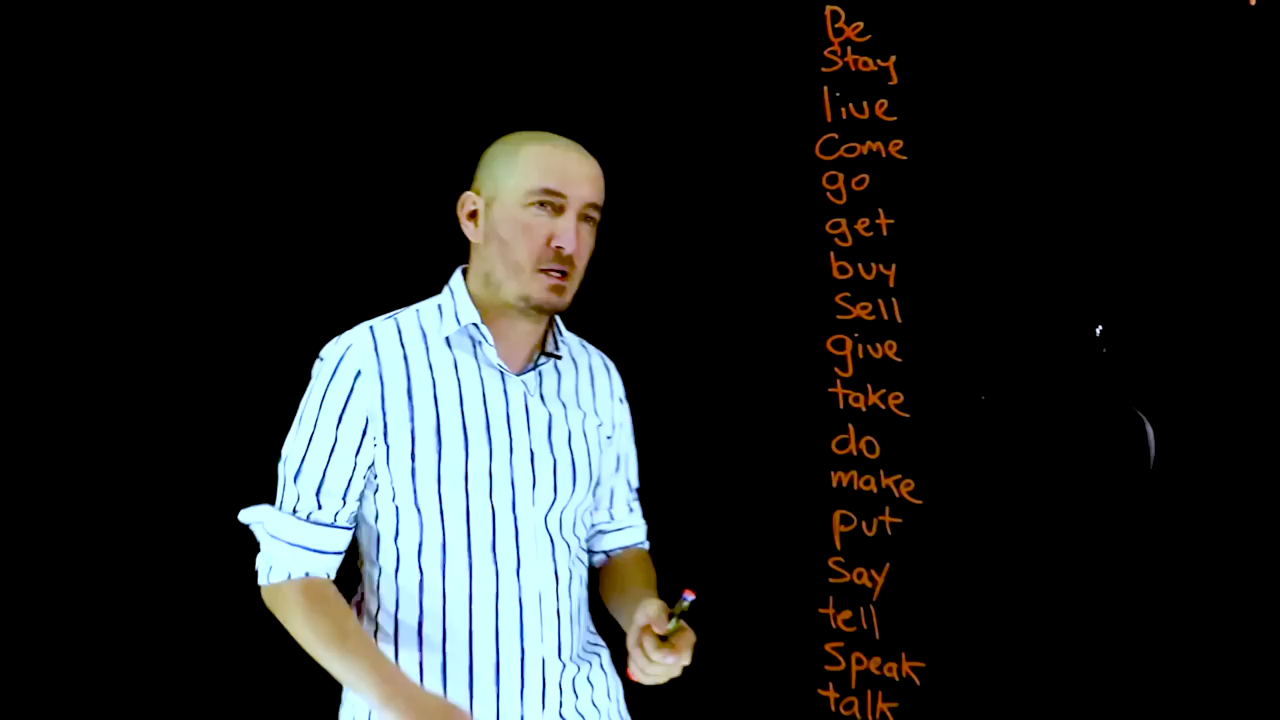 Be
Stay
live
Come
go
get
buy
Sell
give
take
do
make
put
Say
tell
Speak
talk